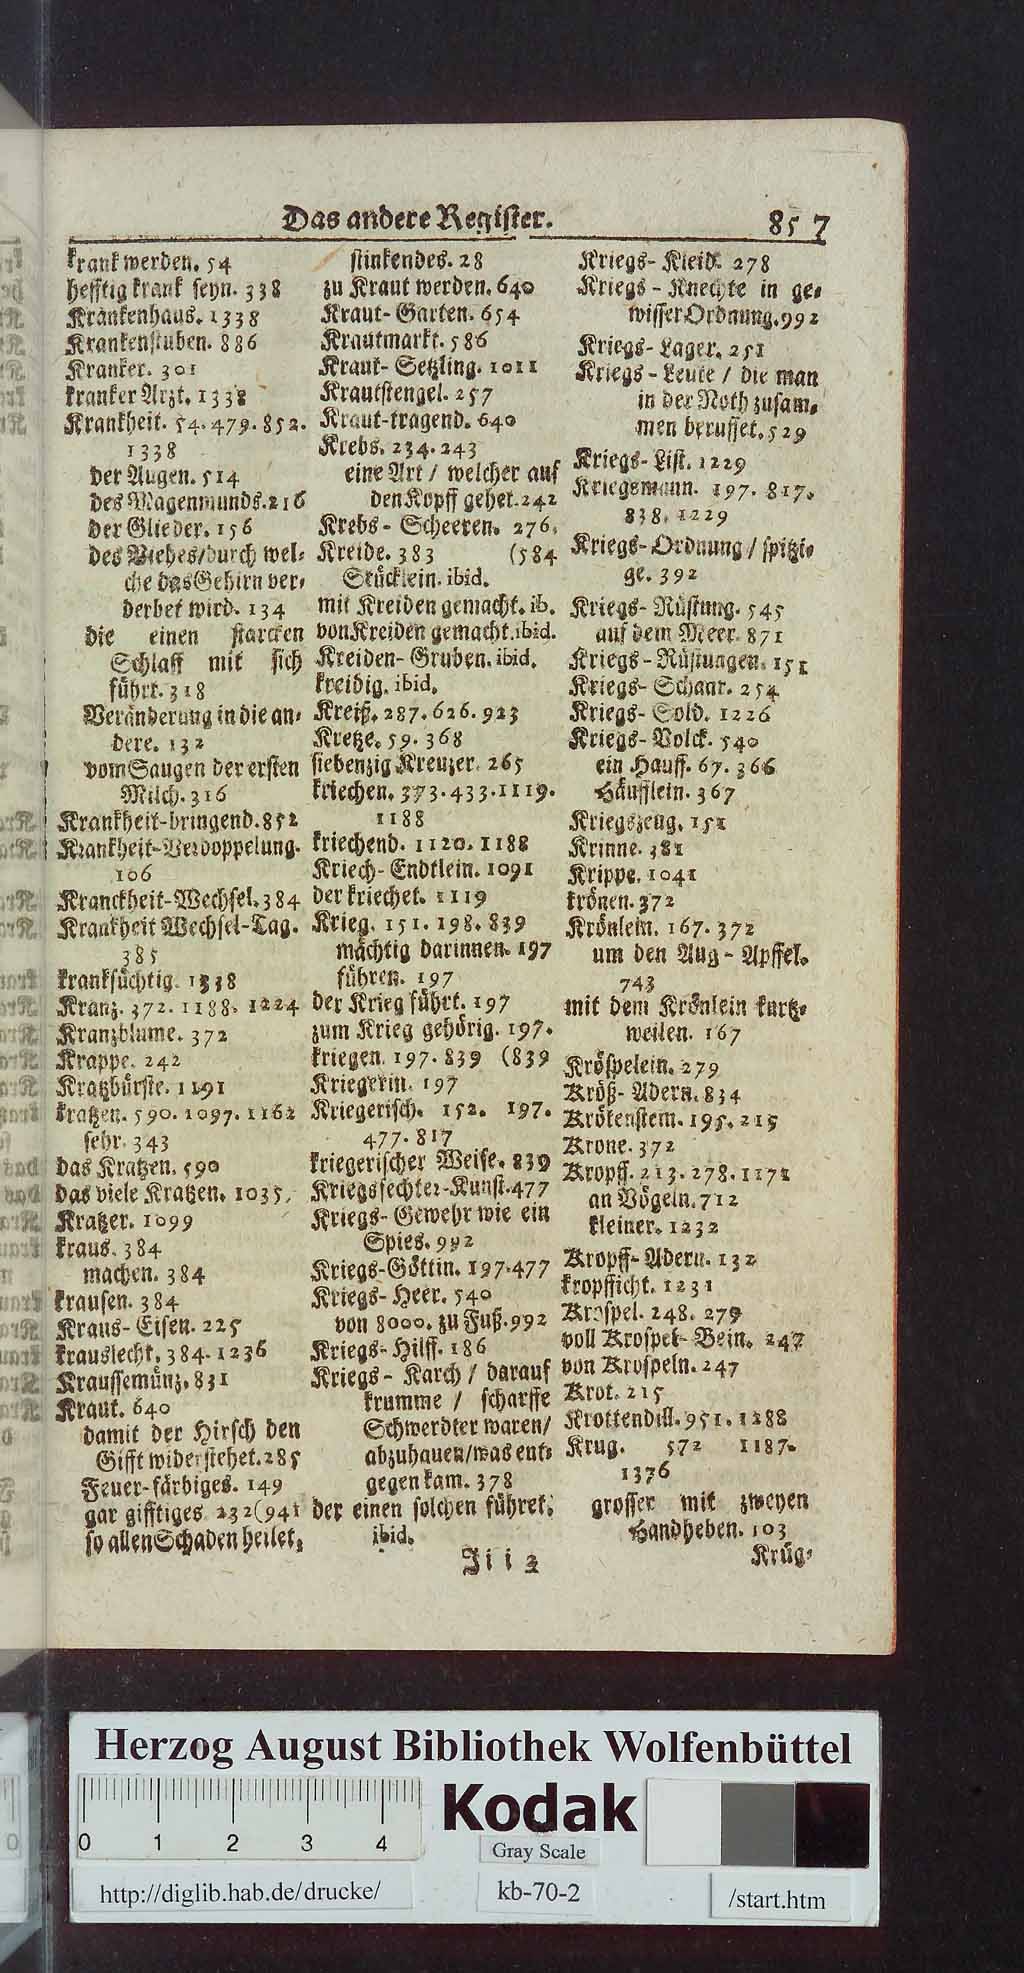 Das andere Register. 857
krank werden. 54
hefftig krank seyn. 338
Krankenhaus. 1338
Krankenstuben. 886
Kranker. 301
kranker Arzt. 1338
Krankheit. 54. 479. 852.
1338
der Augen. 514
des Magenmunds. 216
der Glieder. 156
des Viehes/durch wel-
che das Gehirn ver-
derbet wird. 134
die einen starcken
Schlaff mit sich
führt. 318
Veränderung in die an-
dere. 132
vom Saugen der ersten
Milch. 316
Krankheit-bringend. 852
Krankheit-Verdoppelung.
106
Kranckheit-Wechsel. 384
Krankheit Wechsel-Tag.
385
kranksüchtig. 1338
Kranz. 372. 1188. 1224
Kranzblume. 372
Krappe. 242
Kratzbürste. 1191
kratzen. 590. 1097. 1162
sehr. 343
das Kratzen. 590
das viele Kratzen. 1035.
Kratzer. 1099
kraus. 384
machen. 384
krausen. 384
Kraus-Eisen. 225
krauslecht. 384. 1236
Kraussemünz. 831
Kraut. 640
damit der Hirsch den
Gifft widerstehet. 285
Feuer-färbiges. 149
gar gifftiges. 232 (941
so allen Schaden heilet,
stinkendes. 28
zu Kraut werden. 640
Kraut-Garten. 654
Krautmarkt. 586
Kraut-Setzling. 1011
Krautstengel. 257
Kraut-tragend. 640
Krebs. 234. 243
eine Art / welcher auf
den Kopff gehet. 242
Krebs-Scheeren. 276.
Kreide. 383 (584
Stücklein. ibid.
mit Kreiden gemacht. ib.
von Kreiden gemacht. ibid.
Kreiden-Gruben. ibid.
kreidig. ibid.
Kreiß. 287. 626. 923
Kretze. 59. 368
siebenzig Kreuzer. 265
kriechen. 373. 433. 1119.
1188
kriechend. 1120. 1188
Kriech-Endtlein. 1091
der kriechet. 1119
Krieg. 151. 198. 839
mächtig darinnen. 197
führen. 197
der Krieg führt. 197
zum Krieg gehörig. 197.
kriegen. 197. 839 (839
Kriegerin. 197
Kriegerisch. 152. 197.
477. 817
kriegerischer Weise. 839
Kriegsfechter-Kunst. 477
Kriegs-Gewehr wie ein
Spies. 992
Kriegs-Göttin. 197. 477
Kriegs-Heer. 540
von 8000. zu Fuß. 992
Kriegs-Hilff. 186
Kriegs-Karch / darauf
krumme / scharffe
Schwerdter waren/
abzuhauen/was ent-
gegen kam. 378
der einen solchen führet.
ibid.
Kriegs-Kleid. 278
Kriegs-Knechte in ge-
wisser Ordnung. 992
Kriegs-Lager. 251
Kriegs-Leute / die man
in der Noth zusam-
men beruffet. 529
Kriegs-List. 1229
Kriegsmann. 197. 817.
838. 1229
Kriegs-Ordnung / spitzi-
ge. 392
Kriegs-Rüstung. 545
auf dem Meer. 871
Kriegs-Rüstungen. 151
Kriegs-Schaar. 254
Kriegs-Sold. 1226
Kriegs-Volck. 540
ein Hauff. 67. 366
Häufflein. 367
Kriegszeug. 151
Krinne. 381
Krippe. 1041
krönen. 372
Krönlein. 167. 372
um den Aug-Apffel.
743
mit dem Krönlein kurtz-
weilen. 167
Kröspelein. 279
Kröß-Adern. 834
Krötenstein. 195. 215
Krone. 372
Kropff. 213. 278. 1171
an Vögeln. 712
kleiner. 1232
Kropff-Adern. 132
kropfficht. 1231
Krospel. 248. 279
voll Krospel-Bein. 247
von Krospeln. 247
Krot. 215
Krottendill. 951. 1288
Krug. 572 1187.
1376
grosser mit zweyen
Handheben. 103
Jii 3
Krüg-
Herzog August Bibliothek Wolfenbüttel
0 1 2 3 4
Kodak
Gray Scale
http://diglib.hab.de/drucke/
kb-70-2
/start.htm